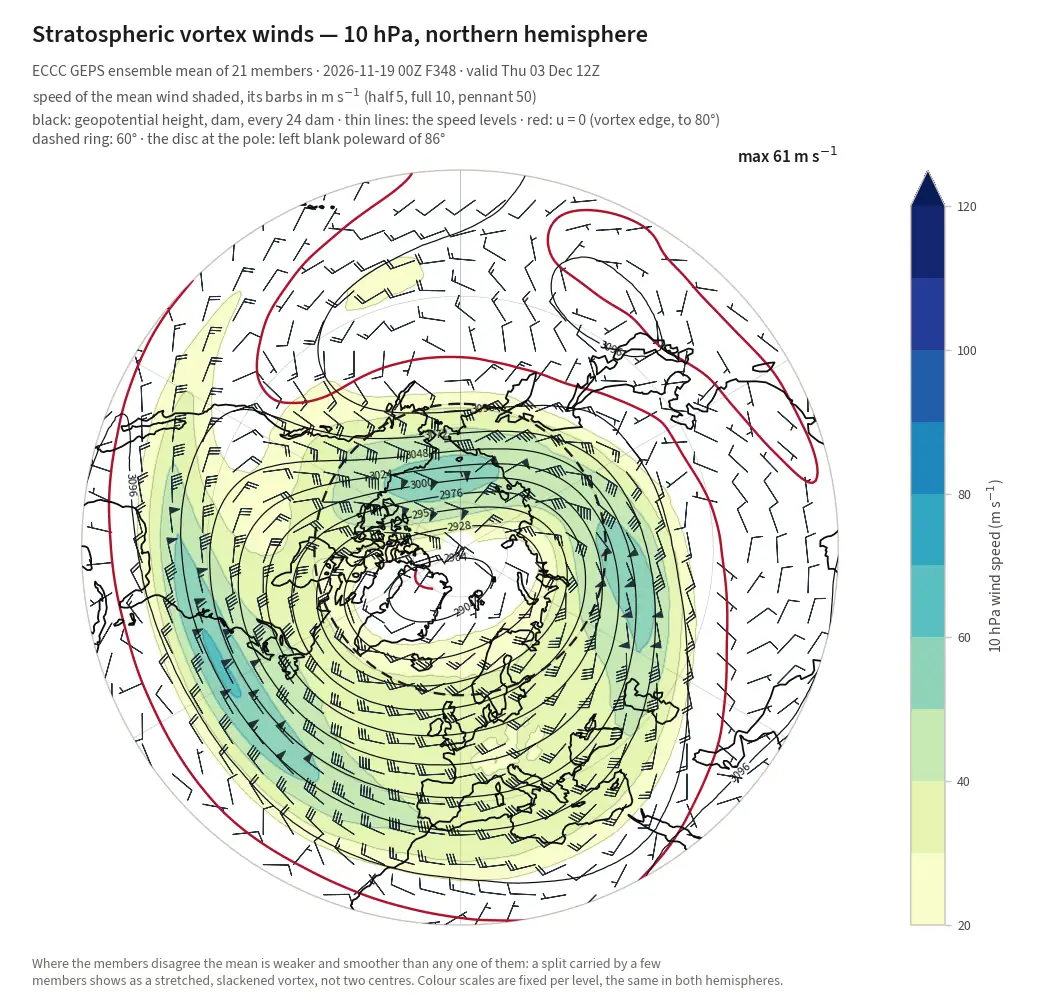 Stratospheric vortex winds — 10 hPa, northern hemisphere
ECCC GEPS ensemble mean of 21 members · 2026-11-19 00Z F348 · valid Thu 03 Dec 12Z
speed of the mean wind shaded, its barbs in m s⁻¹ (half 5, full 10, pennant 50)
black: geopotential height, dam, every 24 dam · thin lines: the speed levels · red: u = 0 (vortex edge, to 80°)
dashed ring: 60° · the disc at the pole: left blank poleward of 86°
max 61 m s⁻¹
120
100
80
60
40
20
10 hPa wind speed (m s⁻¹)
3096
3048
3024
3000
2976
2928
3096
Where the members disagree the mean is weaker and smoother than any one of them: a split carried by a few
members shows as a stretched, slackened vortex, not two centres. Colour scales are fixed per level, the same in both hemispheres.